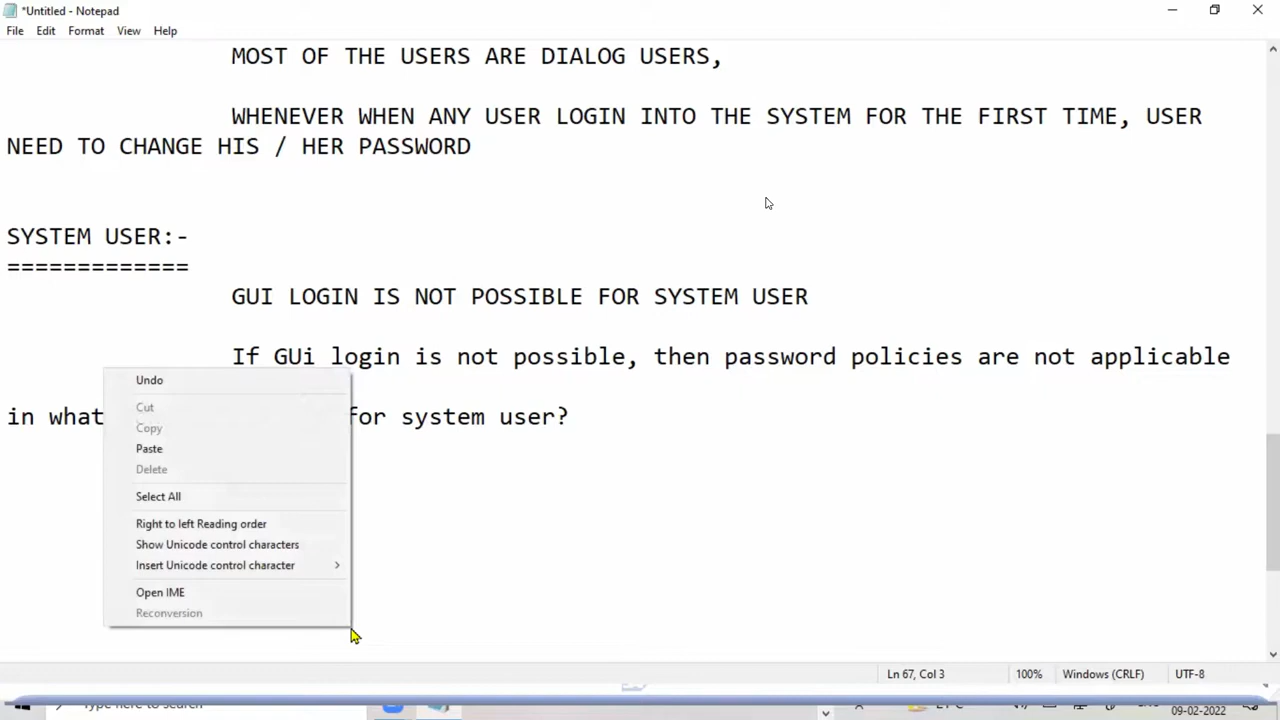 *Untitled - Notepad
File Edit Format View Help
MOST OF THE USERS ARE DIALOG USERS,
WHENEVER WHEN ANY USER LOGIN INTO THE SYSTEM FOR THE FIRST TIME, USER
NEED TO CHANGE HIS / HER PASSWORD
SYSTEM USER:-
=============
GUI LOGIN IS NOT POSSIBLE FOR SYSTEM USER
If GUi login is not possible, then password policies are not applicable
in what for system user?
Undo
Cut
Copy
Paste
Delete
Select All
Right to left Reading order
Show Unicode control characters
Insert Unicode control character
Open IME
Reconversion
Ln 67, Col 3 100% Windows (CRLF) UTF-8
Type here to search
09-02-2022